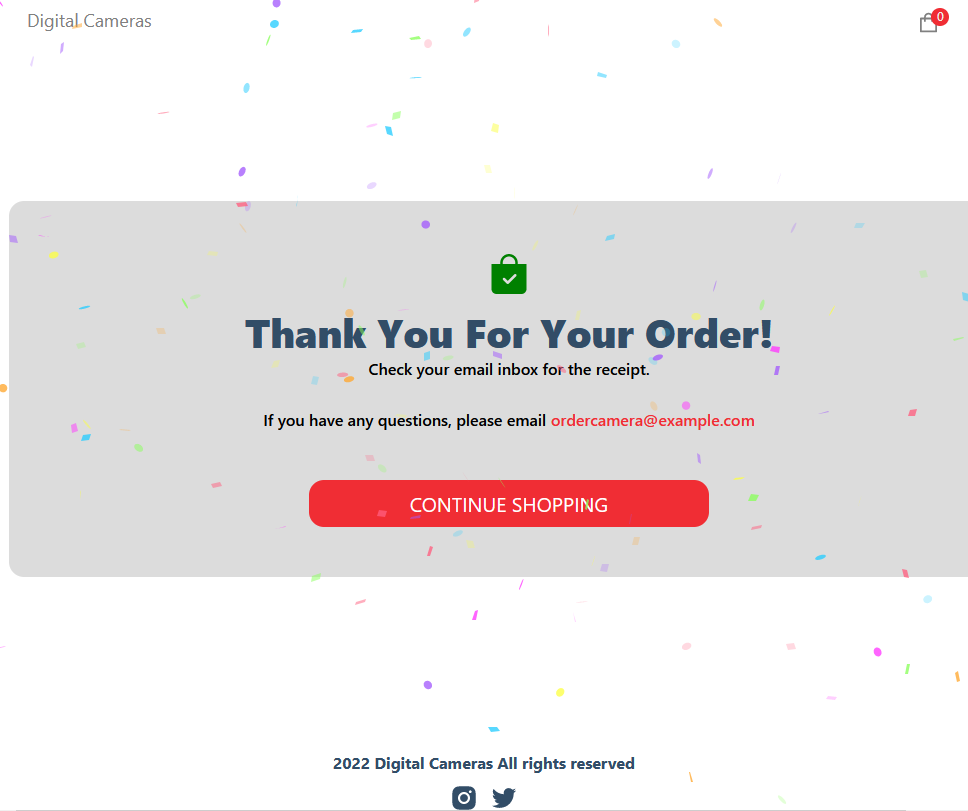 Digital Cameras
0
Thank You For Your Order!
Check your email inbox for the receipt.
If you have any questions, please email ordercamera@example.com
CONTINUE SHOPPING
2022 Digital Cameras All rights reserved